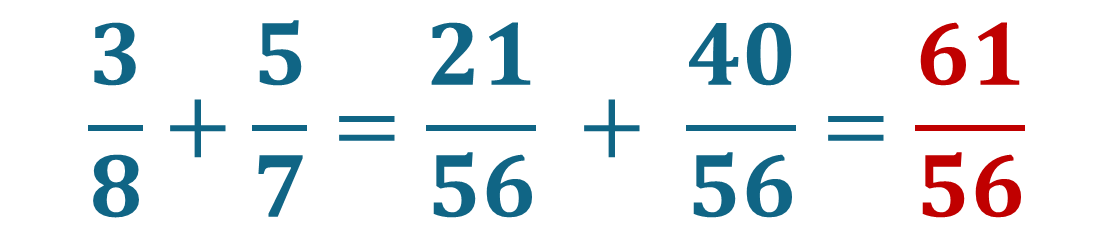 3/8 + 5/7 = 21/56 + 40/56 = 61/56